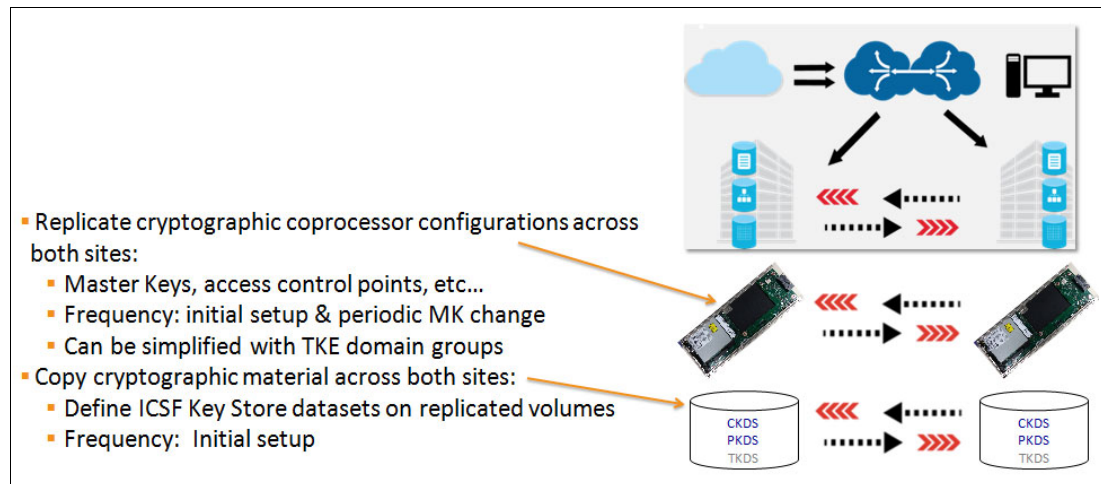 ▪ Replicate cryptographic coprocessor configurations across
both sites:
▪ Master Keys, access control points, etc…
▪ Frequency: initial setup & periodic MK change
▪ Can be simplified with TKE domain groups
▪ Copy cryptographic material across both sites:
▪ Define ICSF Key Store datasets on replicated volumes
▪ Frequency:  Initial setup
CKDS
PKDS
TKDS
CKDS
PKDS
TKDS